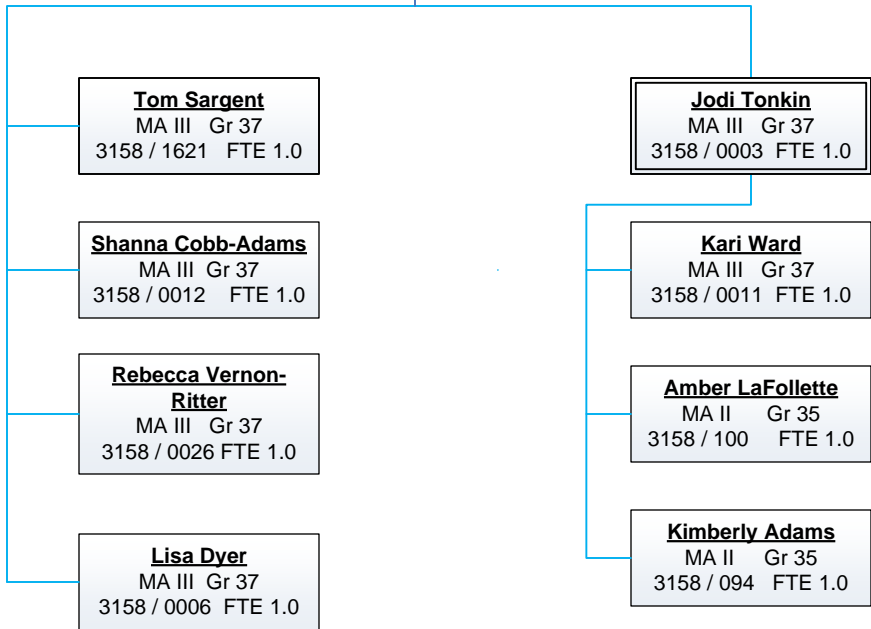 Tom Sargent
MA III Gr 37
3158 / 1621 FTE 1.0
Shanna Cobb-Adams
MA III Gr 37
3158 / 0012 FTE 1.0
Rebecca Vernon-
Ritter
MA III Gr 37
3158 / 0026 FTE 1.0
Lisa Dyer
MA III Gr 37
3158 / 0006 FTE 1.0
Jodi Tonkin
MA III Gr 37
3158 / 0003 FTE 1.0
Kari Ward
MA III Gr 37
3158 / 0011 FTE 1.0
Amber LaFollette
MA II Gr 35
3158 / 100 FTE 1.0
Kimberly Adams
MA II Gr 35
3158 / 094 FTE 1.0